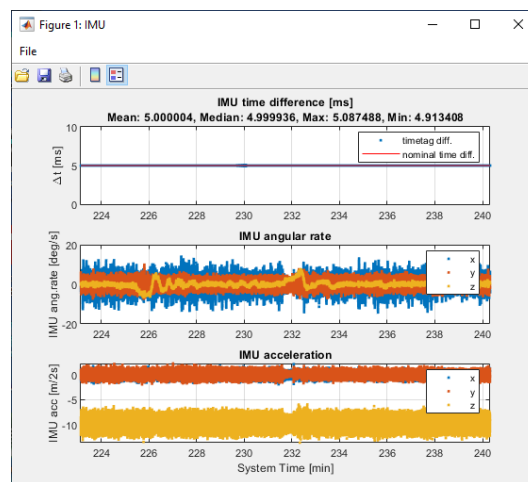 Figure 1: IMU
File
IMU time difference [ms]
Mean: 5.000004, Median: 4.999936, Max: 5.087488, Min: 4.913408
10
5
0
Δt [ms]
timetag diff.
nominal time diff.
224 226 228 230 232 234 236 238 240
IMU angular rate
20
0
-20
IMU ang.rate [deg/s]
x
y
z
224 226 228 230 232 234 236 238 240
IMU acceleration
0
-5
-10
IMU acc [m/2s]
x
y
z
224 226 228 230 232 234 236 238 240
System Time [min]